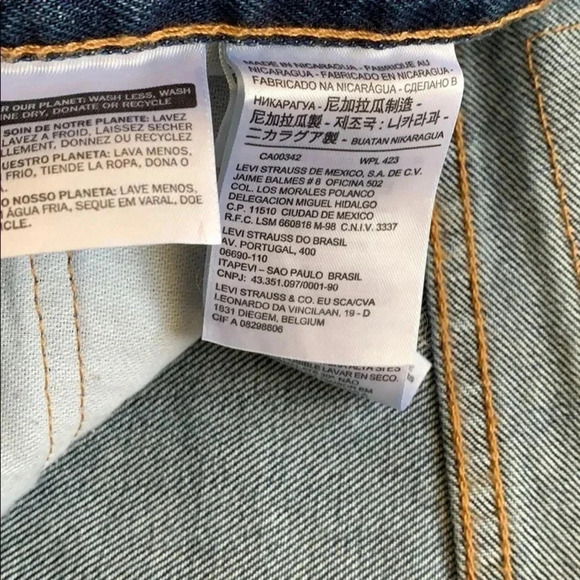 R OUR PLANET: WASH LESS, WASH
INE DRY, DONATE OR RECYCLE
SOIN DE NOTRE PLANETE: LAVEZ
LAVEZ A FROID, LAISSEZ SECHER
LEMENT, DONNEZ OU RECYCLEZ
UESTRO PLANETA: LAVA MENOS,
FRIO, TIENDE LA ROPA, DONA O
O NOSSO PLANETA: LAVE MENOS,
ÁGUA FRIA, SEQUE EM VARAL, DOE
CLE.
MADE IN NICARAGUA - FABRIQUE AU
NICARAGUA - FABRICADO EN NICARAGUA -
FABRICADO NA NICARÁGUA - СДЕЛАНО В
НИКАРАГУА - 尼加拉瓜制造 -
尼加拉瓜製 - 제조국 : 니카라과 -
ニカラグア製 - BUATAN NIKARAGUA
CA00342 WPL 423
LEVI STRAUSS DE MEXICO, S.A. DE C.V.
JAIME BALMES # 8 OFICINA 502
COL. LOS MORALES POLANCO
DELEGACION MIGUEL HIDALGO
C.P. 11510 CIUDAD DE MEXICO
R.F.C. LSM 660816 M-98 C.N.I.V. 3337
LEVI STRAUSS DO BRASIL
AV. PORTUGAL, 400
06690-110
ITAPEVI – SAO PAULO BRASIL
CNPJ: 43.351.097/0001-90
LEVI STRAUSS & CO. EU SCA/CVA
LEONARDO DA VINCILAAN, 19 - D
1831 DIEGEM, BELGIUM
CIF A 08298806
LAVAR EN SECO.
NÃO